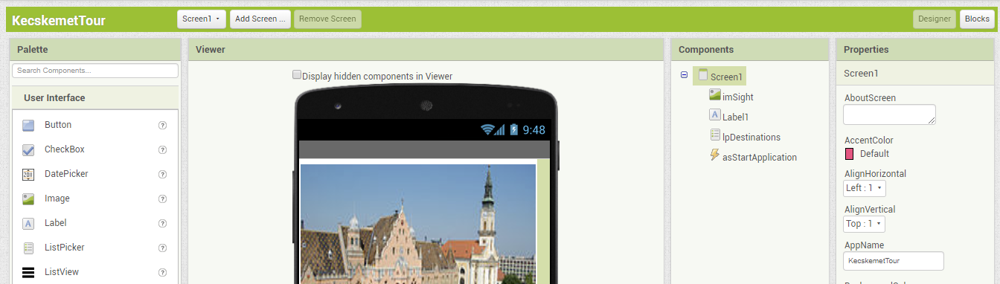 KecskemetTour
Screen1
Add Screen ...
Remove Screen
Designer
Blocks
Palette
Search Components...
User Interface
Button
CheckBox
DatePicker
Image
Label
ListPicker
ListView
Viewer
Display hidden components in Viewer
9:48
Components
Screen1
imSight
Label1
lpDestinations
asStartApplication
Properties
Screen1
AboutScreen
AccentColor
Default
AlignHorizontal
Left : 1
AlignVertical
Top : 1
AppName
KecskemetTour